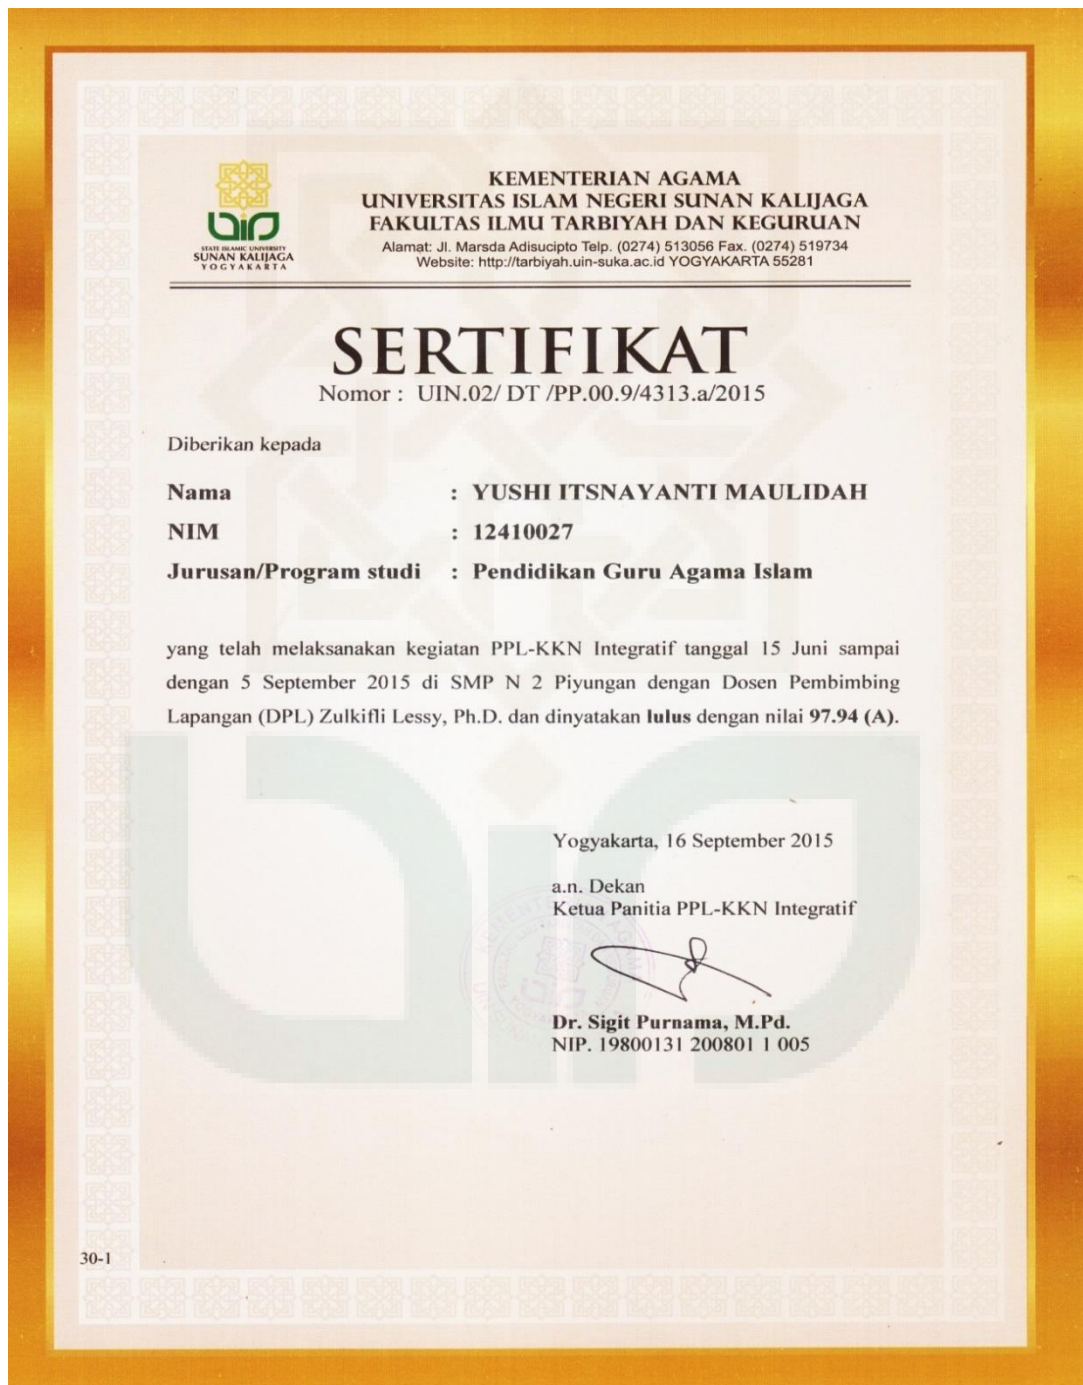 KEMENTERIAN AGAMA
UNIVERSITAS ISLAM NEGERI SUNAN KALIJAGA
FAKULTAS ILMU TARBIYAH DAN KEGURUAN
Alamat: Jl. Marsda Adisucipto Telp. (0274) 513056 Fax. (0274) 519734
Website: http://tarbiyah.uin-suka.ac.id YOGYAKARTA 55281
uin
STATE ISLAMIC UNIVERSITY
SUNAN KALIJAGA
YOGYAKARTA
SERTIFIKAT
Nomor : UIN.02/ DT /PP.00.9/4313.a/2015
Diberikan kepada
Nama : YUSHI ITSNAYANTI MAULIDAH
NIM : 12410027
Jurusan/Program studi : Pendidikan Guru Agama Islam
yang telah melaksanakan kegiatan PPL-KKN Integratif tanggal 15 Juni sampai
dengan 5 September 2015 di SMP N 2 Piyungan dengan Dosen Pembimbing
Lapangan (DPL) Zulkifli Lessy, Ph.D. dan dinyatakan lulus dengan nilai 97.94 (A).
Yogyakarta, 16 September 2015
a.n. Dekan
Ketua Panitia PPL-KKN Integratif
Dr. Sigit Purnama, M.Pd.
NIP. 19800131 200801 1 005
30-1